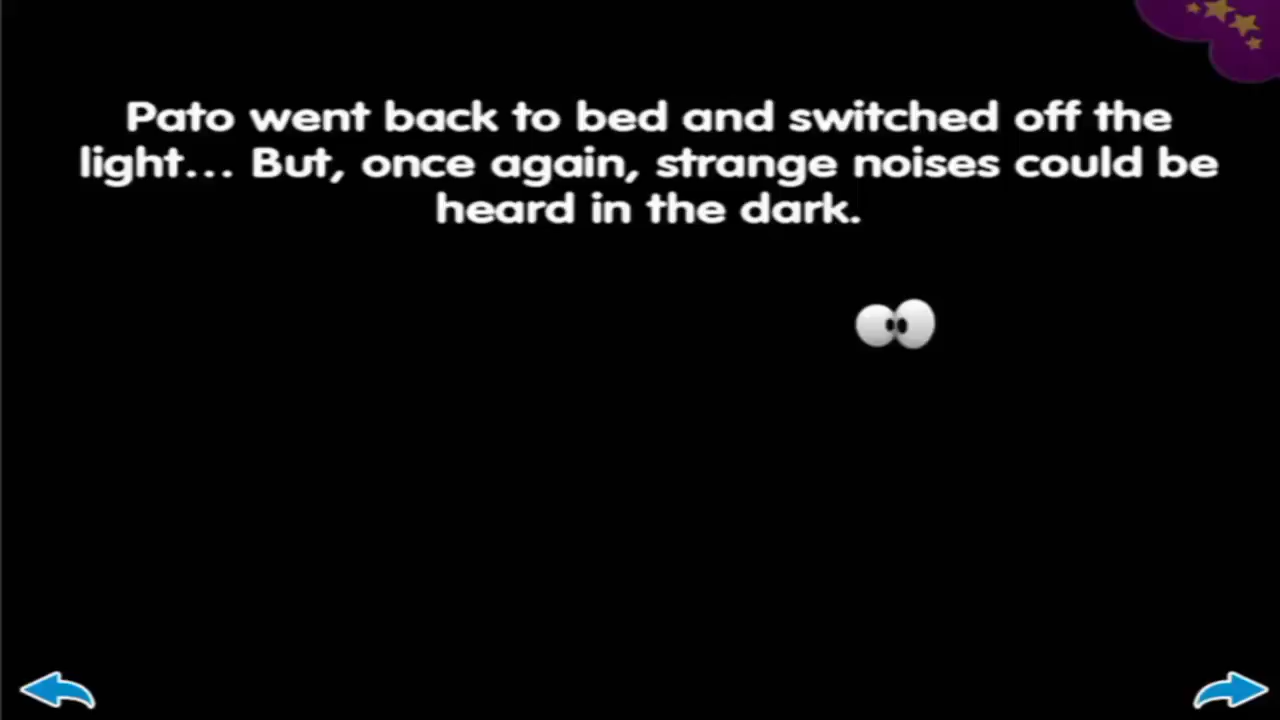 Pato went back to bed and switched off the
light... But, once again, strange noises could be
heard in the dark.